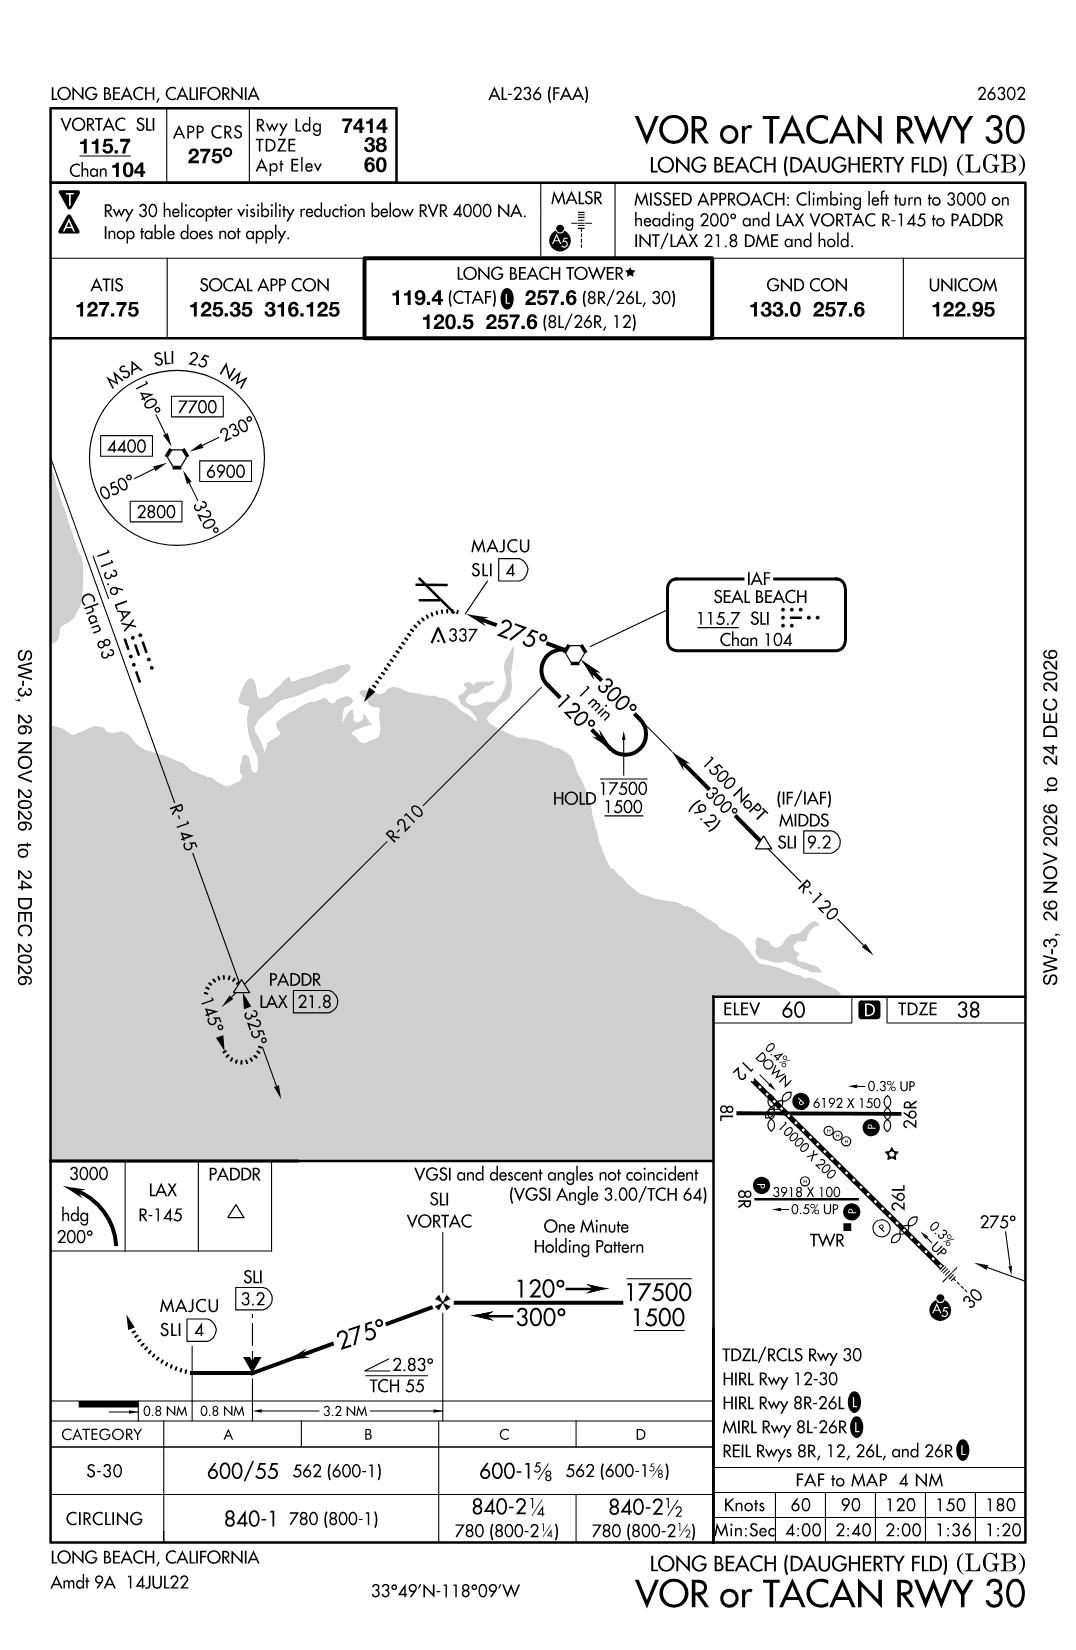 LONG BEACH, CALIFORNIA
AL-236 (FAA)
26302
VORTAC SLI
115.7
Chan 104
APP CRS
275°
Rwy Ldg 7414
TDZE 38
Apt Elev 60
VOR or TACAN RWY 30
LONG BEACH (DAUGHERTY FLD) (LGB)
T
A
Rwy 30 helicopter visibility reduction below RVR 4000 NA.
Inop table does not apply.
MALSR
A5
MISSED APPROACH: Climbing left turn to 3000 on
heading 200° and LAX VORTAC R-145 to PADDR
INT/LAX 21.8 DME and hold.
ATIS
127.75
SOCAL APP CON
125.35 316.125
LONG BEACH TOWER★
119.4 (CTAF) L 257.6 (8R/26L, 30)
120.5 257.6 (8L/26R, 12)
GND CON
133.0 257.6
UNICOM
122.95
MSA SLI 25 NM
140°
7700
230°
4400
6900
050°
2800
320°
113.6 LAX
Chan 83
MAJCU
SLI 4
337
275°
IAF
SEAL BEACH
115.7 SLI
Chan 104
300°
1 min
120°
HOLD 17500
1500
1500 NoPT
300°
(9.2)
(IF/IAF)
MIDDS
SLI 9.2
R-120
R-145
R-210
PADDR
LAX 21.8
145°
325°
SW-3, 26 NOV 2026 to 24 DEC 2026
SW-3, 26 NOV 2026 to 24 DEC 2026
ELEV 60
D
TDZE 38
12
0.4%
DOWN
0.3% UP
8L
6192 X 150
26R
P
P
H H H
10000 X 200
H
P
8R
3918 X 100
26L
0.5% UP
P
P
TWR
0.3%
UP
275°
30
A5
TDZL/RCLS Rwy 30
HIRL Rwy 12-30
HIRL Rwy 8R-26L L
MIRL Rwy 8L-26R L
REIL Rwys 8R, 12, 26L, and 26R L
FAF to MAP 4 NM
Knots 60 90 120 150 180
Min:Sec 4:00 2:40 2:00 1:36 1:20
3000
hdg
200°
LAX
R-145
PADDR
VGSI and descent angles not coincident
(VGSI Angle 3.00/TCH 64)
SLI
VORTAC
One Minute
Holding Pattern
120°
300°
17500
1500
SLI
3.2
MAJCU
SLI 4
275°
2.83°
TCH 55
0.8 NM
0.8 NM
3.2 NM
CATEGORY A B C D
S-30 600/55 562 (600-1) 600-1⅝ 562 (600-1⅝)
CIRCLING 840-1 780 (800-1) 840-2¼ 780 (800-2¼) 840-2½ 780 (800-2½)
LONG BEACH, CALIFORNIA
Amdt 9A 14JUL22
33°49'N-118°09'W
LONG BEACH (DAUGHERTY FLD) (LGB)
VOR or TACAN RWY 30